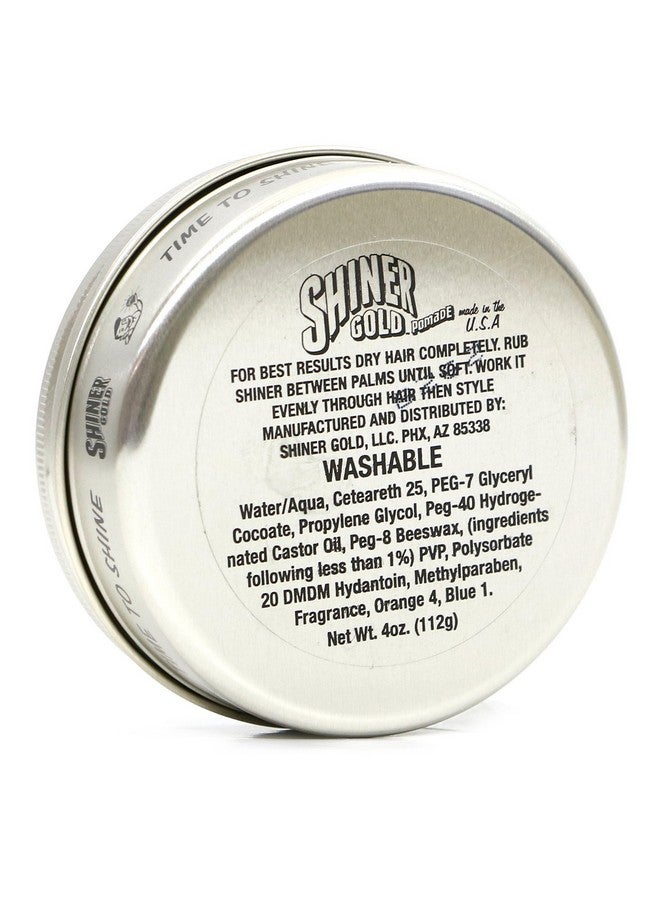 TIME TO SHINE
SHINER
GOLD
TIME TO SHINE
SHINER
GOLD POMADE made in the
U.S.A
FOR BEST RESULTS DRY HAIR COMPLETELY. RUB
SHINER BETWEEN PALMS UNTIL SOFT. WORK IT
EVENLY THROUGH HAIR THEN STYLE
MANUFACTURED AND DISTRIBUTED BY:
SHINER GOLD, LLC. PHX, AZ 85338
WASHABLE
Water/Aqua, Ceteareth 25, PEG-7 Glyceryl
Cocoate, Propylene Glycol, Peg-40 Hydroge-
nated Castor Oil, Peg-8 Beeswax, (ingredients
following less than 1%) PVP, Polysorbate
20 DMDM Hydantoin, Methylparaben,
Fragrance, Orange 4, Blue 1.
Net Wt. 4oz. (112g)